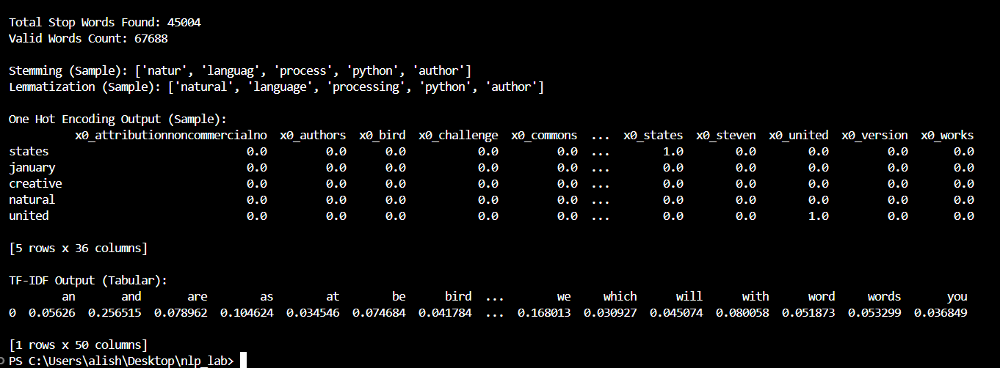 Total Stop Words Found: 45004
Valid Words Count: 67688
Stemming (Sample): ['natur', 'languag', 'process', 'python', 'author']
Lemmatization (Sample): ['natural', 'language', 'processing', 'python', 'author']
One Hot Encoding Output (Sample):
x0_attributionnoncommercialno x0_authors x0_bird x0_challenge x0_commons ... x0_states x0_steven x0_united x0_version x0_works
states 0.0 0.0 0.0 0.0 0.0 ... 1.0 0.0 0.0 0.0 0.0
january 0.0 0.0 0.0 0.0 0.0 ... 0.0 0.0 0.0 0.0 0.0
creative 0.0 0.0 0.0 0.0 0.0 ... 0.0 0.0 0.0 0.0 0.0
natural 0.0 0.0 0.0 0.0 0.0 ... 0.0 0.0 0.0 0.0 0.0
united 0.0 0.0 0.0 0.0 0.0 ... 0.0 0.0 1.0 0.0 0.0
[5 rows x 36 columns]
TF-IDF Output (Tabular):
an and are as at be bird ... we which will with word words you
0 0.05626 0.256515 0.078962 0.104624 0.034546 0.074684 0.041784 ... 0.168013 0.030927 0.045074 0.080058 0.051873 0.053299 0.036849
[1 rows x 50 columns]
PS C:\Users\alish\Desktop\nlp_lab>